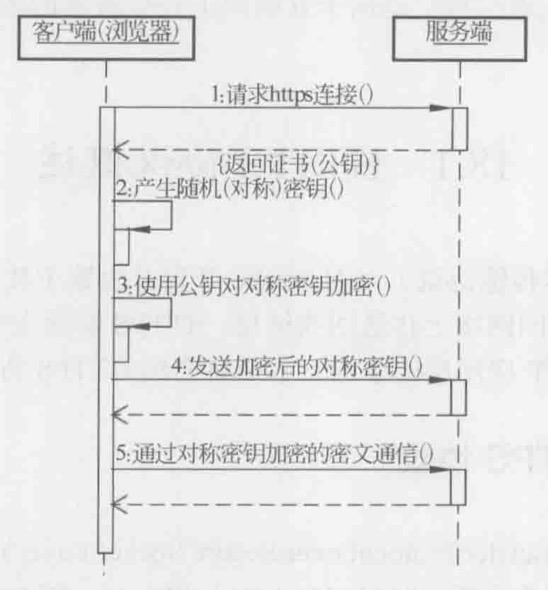 客户端(浏览器)
服务端
1:请求https连接()
{返回证书(公钥)}
2:产生随机(对称)密钥()
3:使用公钥对对称密钥加密()
4:发送加密后的对称密钥()
5:通过对称密钥加密的密文通信()